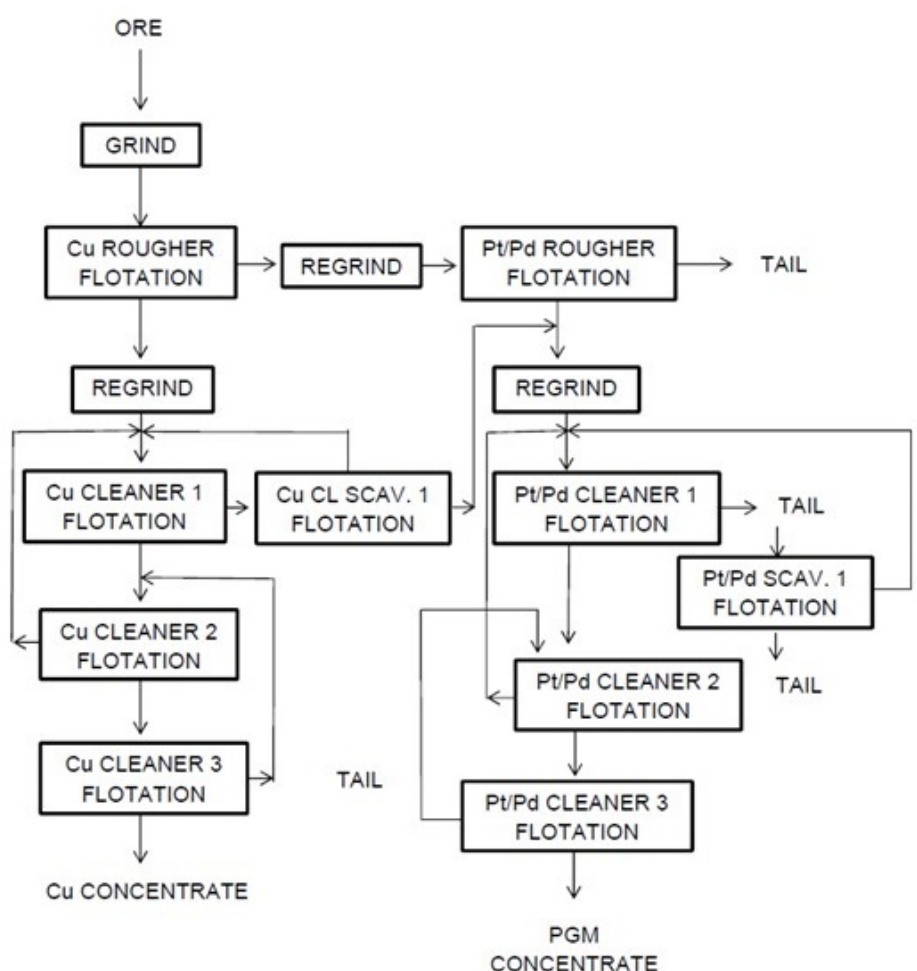 ORE
GRIND
Cu ROUGHER
FLOTATION
REGRIND
Pt/Pd ROUGHER
FLOTATION
TAIL
REGRIND
REGRIND
Cu CLEANER 1
FLOTATION
Cu CL SCAV. 1
FLOTATION
Pt/Pd CLEANER 1
FLOTATION
TAIL
Pt/Pd SCAV. 1
FLOTATION
TAIL
Cu CLEANER 2
FLOTATION
Pt/Pd CLEANER 2
FLOTATION
Cu CLEANER 3
FLOTATION
TAIL
Pt/Pd CLEANER 3
FLOTATION
Cu CONCENTRATE
PGM
CONCENTRATE